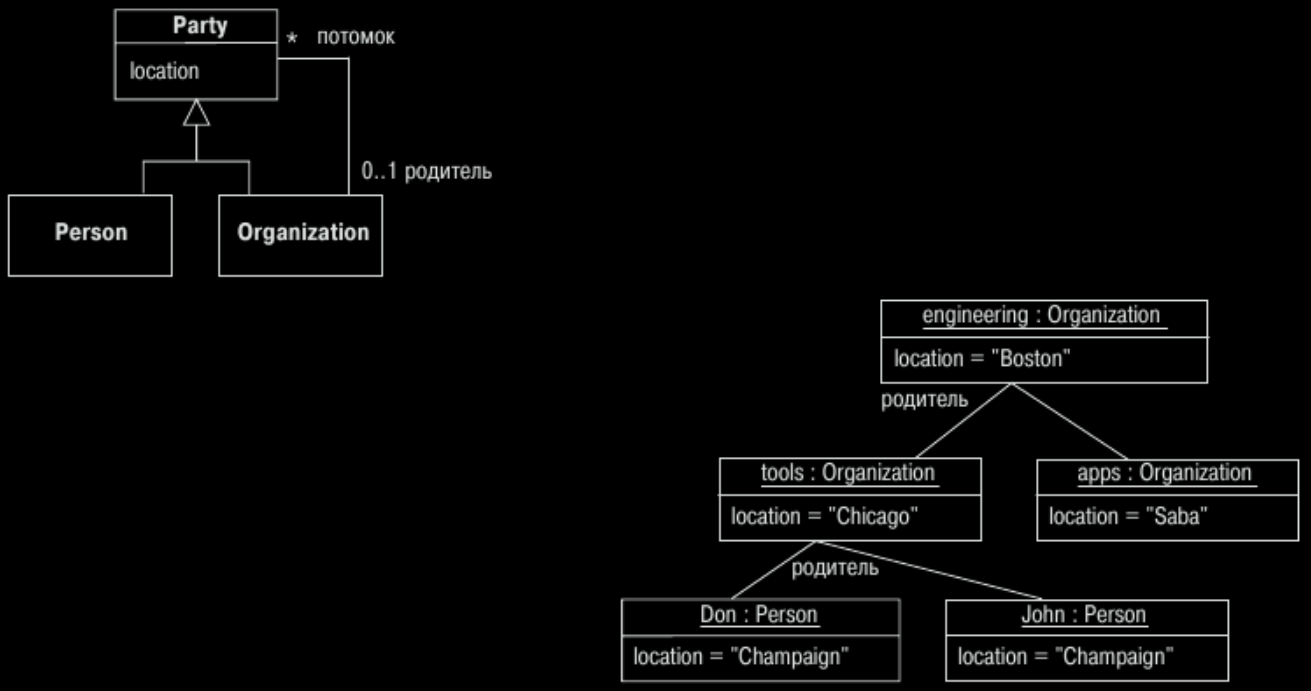 Party
* потомок
location
0..1 родитель
Person
Organization
engineering : Organization
location = "Boston"
родитель
tools : Organization
location = "Chicago"
apps : Organization
location = "Saba"
родитель
Don : Person
location = "Champaign"
John : Person
location = "Champaign"